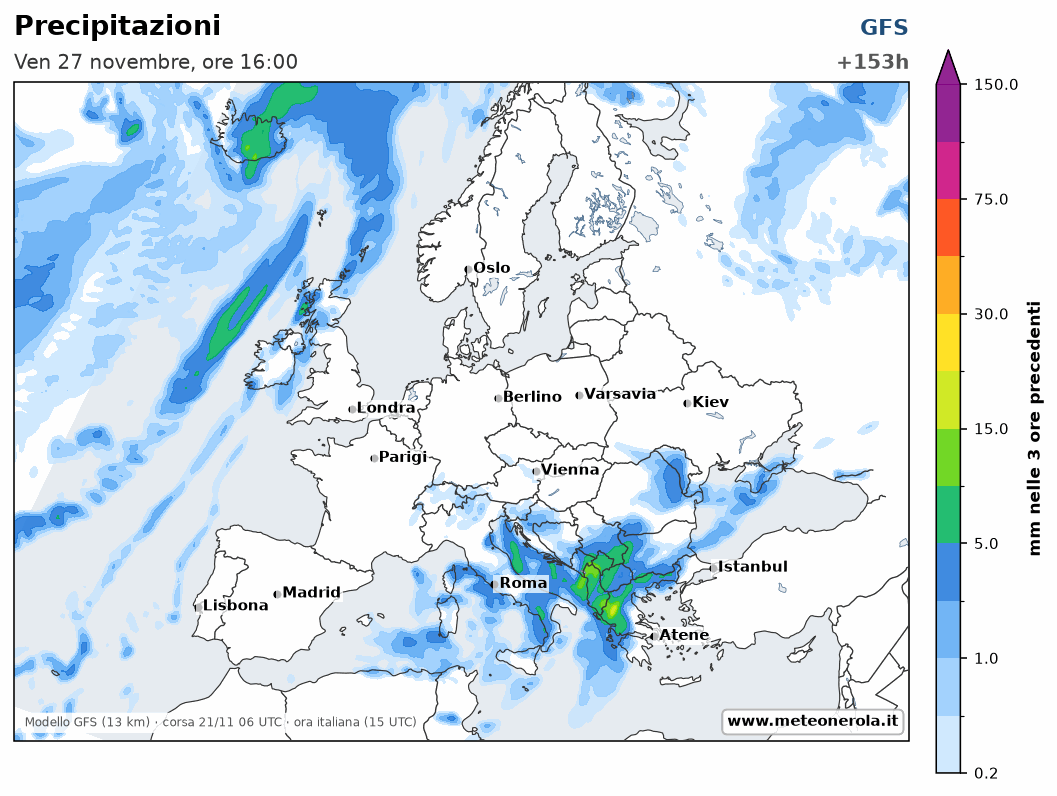 Precipitazioni
GFS
Ven 27 novembre, ore 16:00
+153h
150.0
75.0
30.0
15.0
5.0
1.0
0.2
mm nelle 3 ore precedenti
Oslo
Londra
Berlino
Varsavia
Kiev
Parigi
Vienna
Istanbul
Roma
Madrid
Lisbona
Atene
Modello GFS (13 km) · corsa 21/11 06 UTC · ora italiana (15 UTC)
www.meteonerola.it